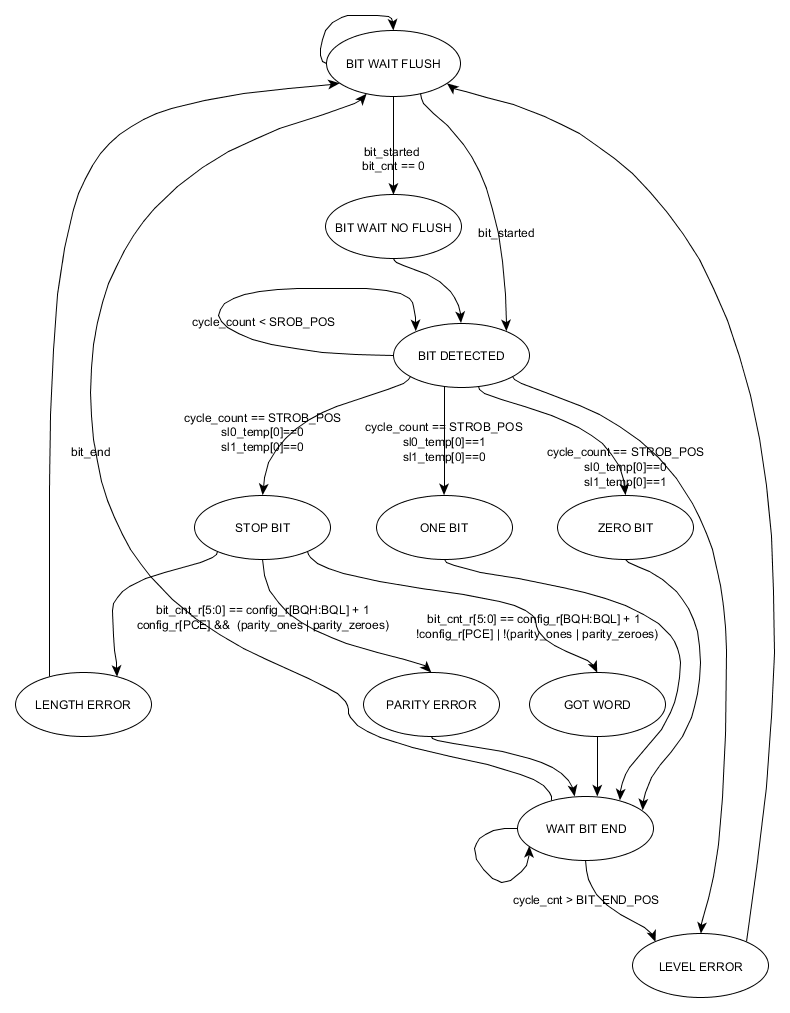 BIT WAIT FLUSH
bit_started
bit_cnt == 0
BIT WAIT NO FLUSH
bit_started
cycle_count < SROB_POS
BIT DETECTED
cycle_count == STROB_POS
sl0_temp[0]==0
sl1_temp[0]==0
cycle_count == STROB_POS
sl0_temp[0]==1
sl1_temp[0]==0
cycle_count == STROB_POS
sl0_temp[0]==0
sl1_temp[0]==1
bit_end
STOP BIT
ONE BIT
ZERO BIT
bit_cnt_r[5:0] == config_r[BQH:BQL] + 1
config_r[PCE] && (parity_ones | parity_zeroes)
bit_cnt_r[5:0] == config_r[BQH:BQL] + 1
!config_r[PCE] | !(parity_ones | parity_zeroes)
LENGTH ERROR
PARITY ERROR
GOT WORD
WAIT BIT END
cycle_cnt > BIT_END_POS
LEVEL ERROR